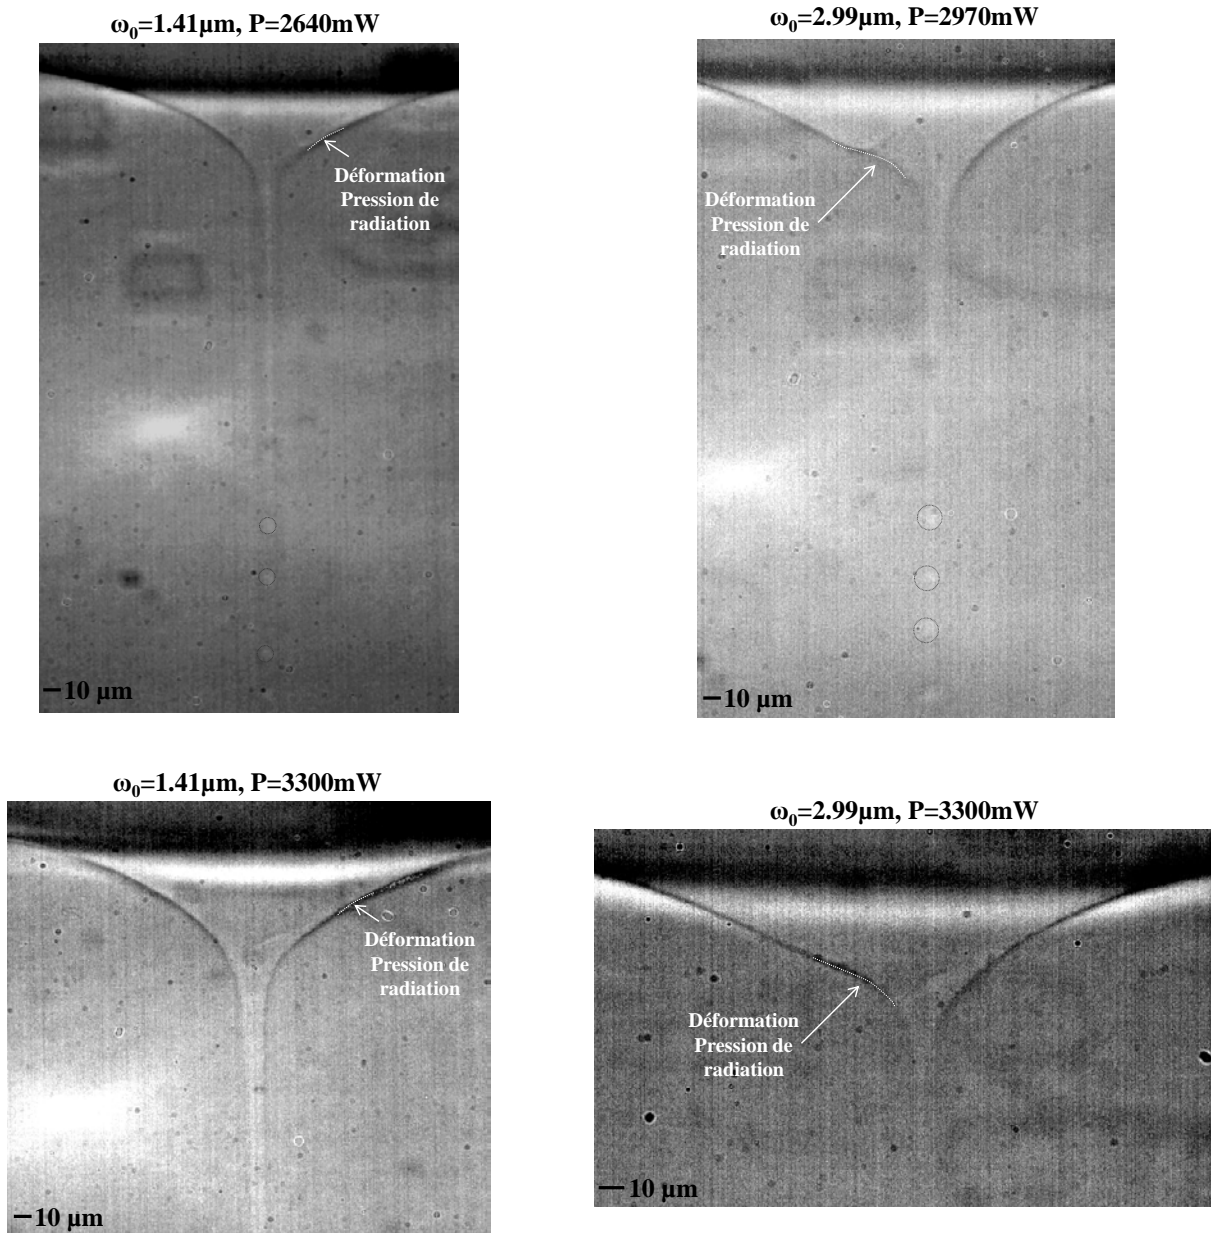 ω₀=1.41μm, P=2640mW
Déformation
Pression de
radiation
10 μm
ω₀=2.99μm, P=2970mW
Déformation
Pression de
radiation
10 μm
ω₀=1.41μm, P=3300mW
Déformation
Pression de
radiation
10 μm
ω₀=2.99μm, P=3300mW
Déformation
Pression de
radiation
10 μm